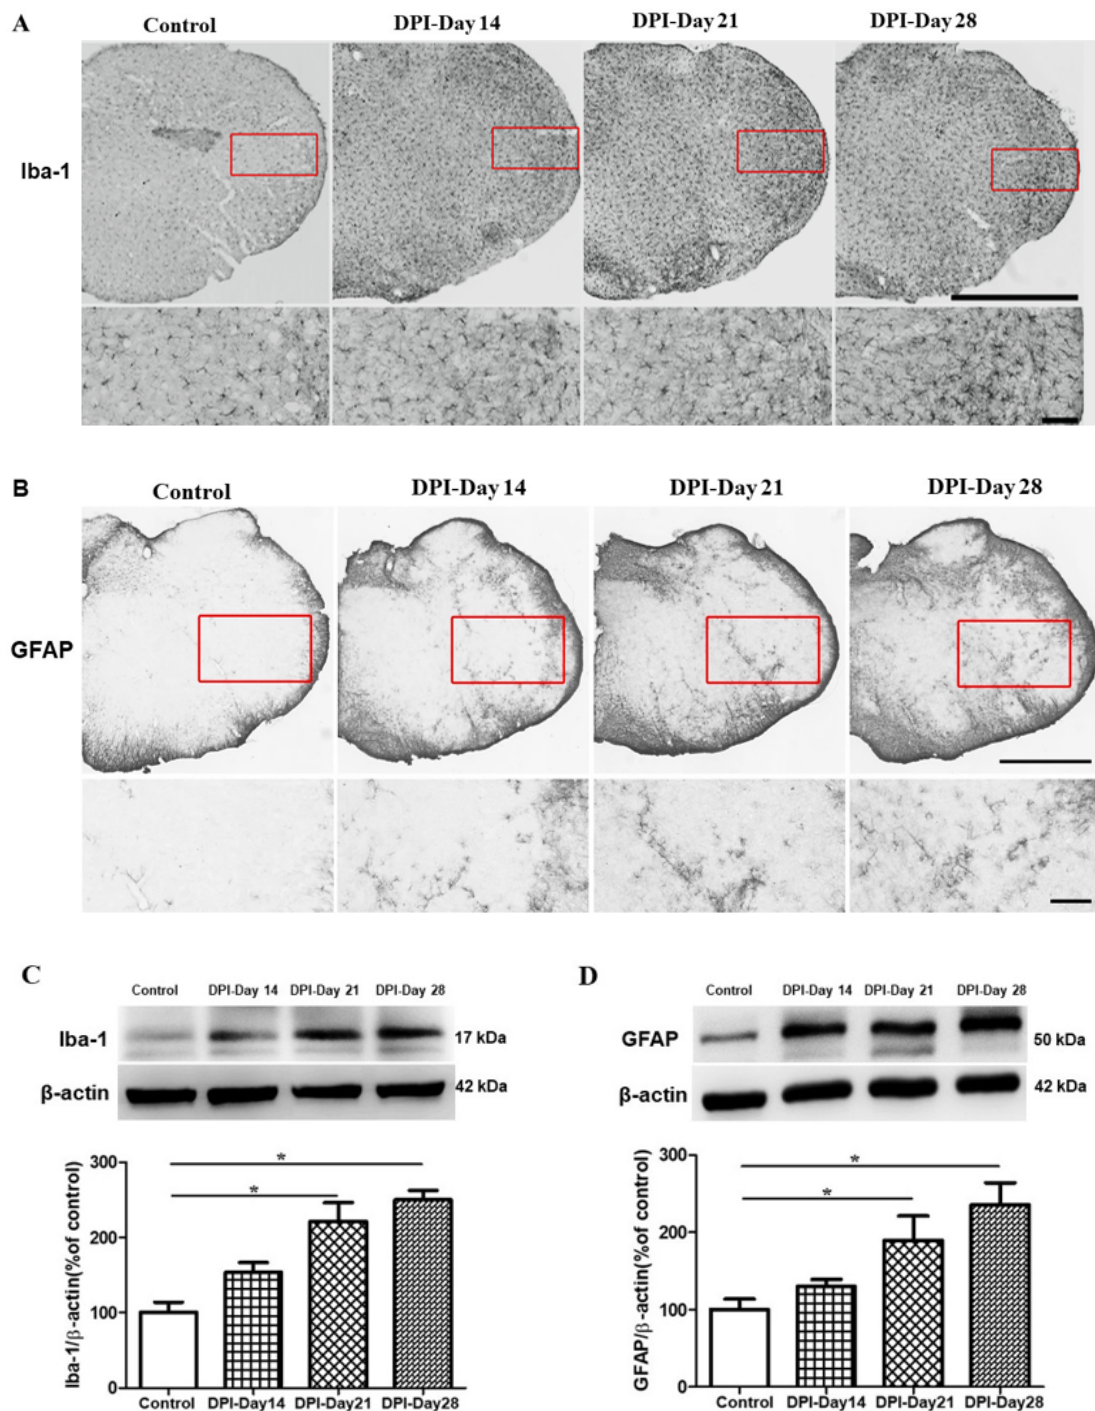 A
Control DPI-Day 14 DPI-Day 21 DPI-Day 28
Iba-1
B
Control DPI-Day 14 DPI-Day 21 DPI-Day 28
GFAP
C
Control DPI-Day 14 DPI-Day 21 DPI-Day 28
Iba-1 17 kDa
β-actin 42 kDa
Iba-1/β-actin(%of control)
300
200
100
0
* 
*
Control DPI-Day14 DPI-Day21 DPI-Day28
D
Control DPI-Day 14 DPI-Day 21 DPI-Day 28
GFAP 50 kDa
β-actin 42 kDa
GFAP/β-actin(%of control)
300
200
100
0
*
*
Control DPI-Day14 DPI-Day21 DPI-Day28